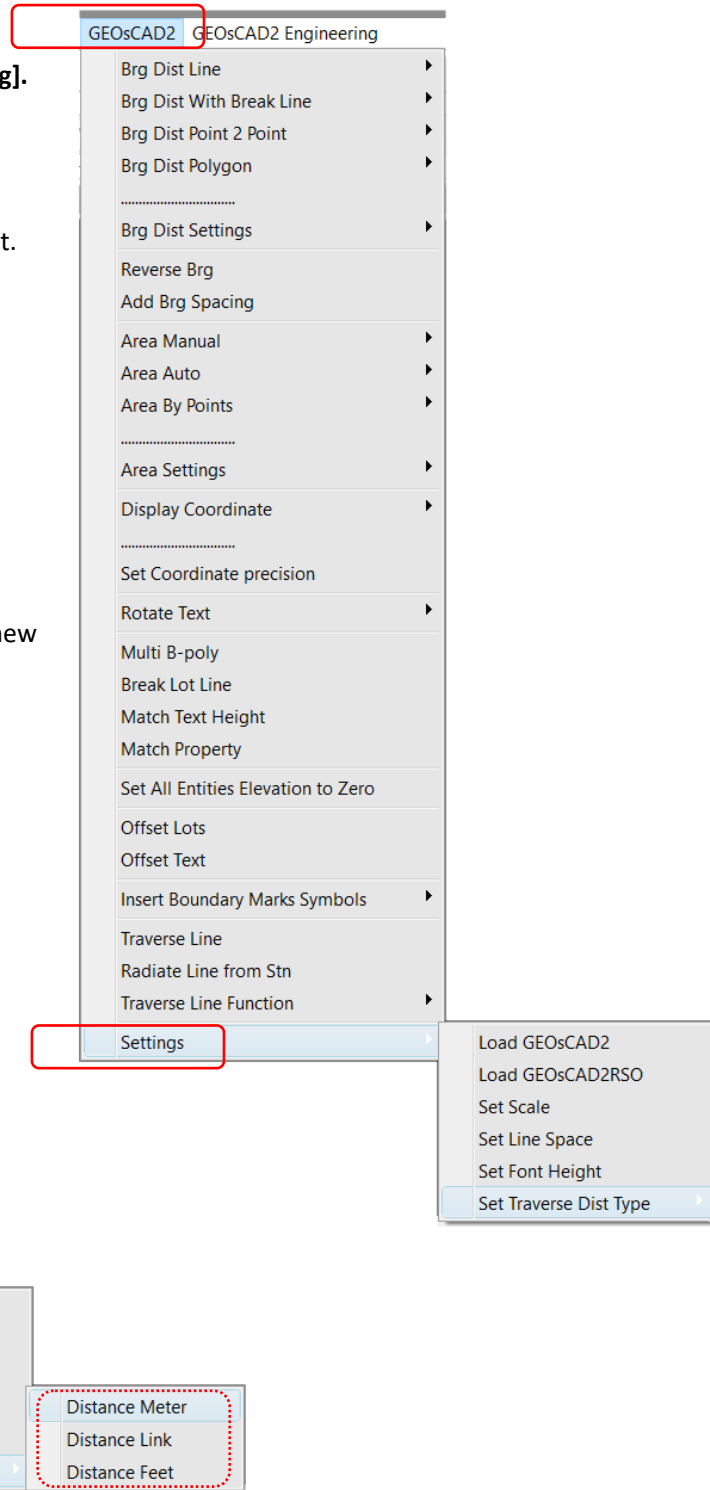 GEOsCAD2 GEOsCAD2 Engineering
g].
Brg Dist Line
Brg Dist With Break Line
Brg Dist Point 2 Point
Brg Dist Polygon
................................
t.
Brg Dist Settings
Reverse Brg
Add Brg Spacing
Area Manual
Area Auto
Area By Points
................................
Area Settings
Display Coordinate
................................
Set Coordinate precision
Rotate Text
new
Multi B-poly
Break Lot Line
Match Text Height
Match Property
Set All Entities Elevation to Zero
Offset Lots
Offset Text
Insert Boundary Marks Symbols
Traverse Line
Radiate Line from Stn
Traverse Line Function
Settings
Load GEOsCAD2
Load GEOsCAD2RSO
Set Scale
Set Line Space
Set Font Height
Set Traverse Dist Type
Distance Meter
Distance Link
Distance Feet